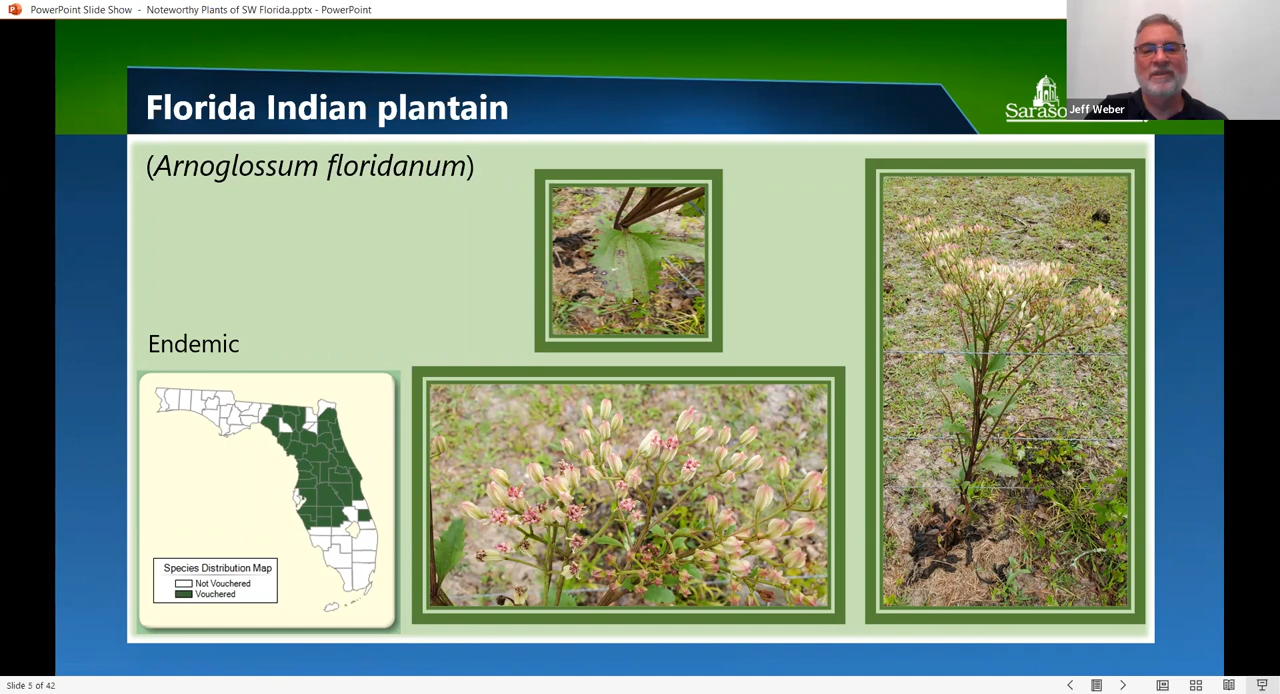 PowerPoint Slide Show - Noteworthy Plants of SW Florida.pptx - PowerPoint
Florida Indian plantain
Saraso
Jeff Weber
(Arnoglossum floridanum)
Endemic
Species Distribution Map
Not Vouchered
Vouchered
Slide 5 of 42